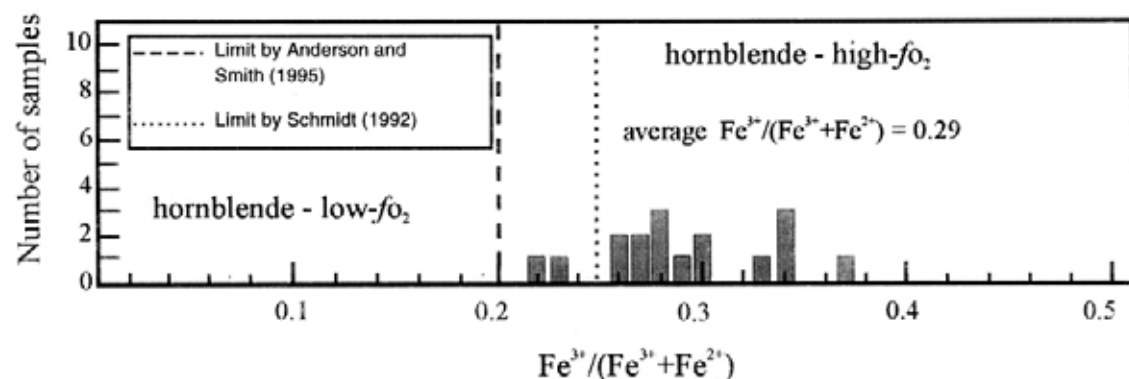 10
8
6
4
2
0
Number of samples
Limit by Anderson and
Smith (1995)
Limit by Schmidt (1992)
hornblende - low-fo₂
hornblende - high-fo₂
average Fe³⁺/(Fe³⁺+Fe²⁺) = 0.29
0.1 0.2 0.3 0.4 0.5
Fe³⁺/(Fe³⁺+Fe²⁺)